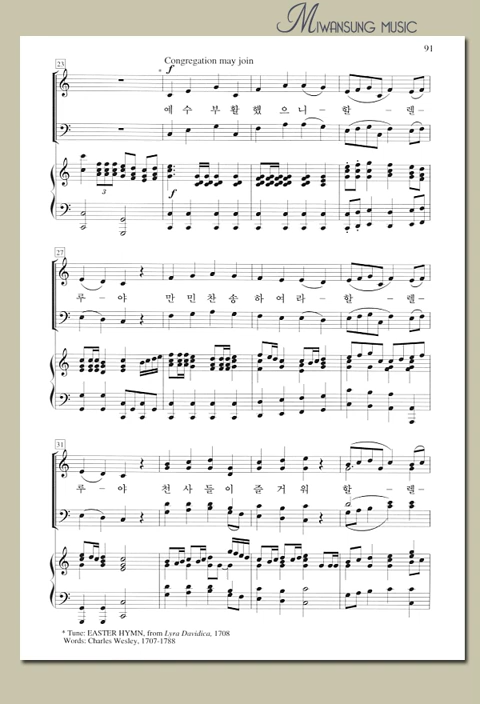 MIWANSUNG MUSIC
91
23
* Congregation may join
f
예 수 부 활 했 으 니 – 할 – 렐 –
3
f
27
루 – 야 만 민 찬 송 하 여 라 – 할 – 렐 –
31
루 – 야 천 사 들 이 즐 거 워 할 – 렐 –
* Tune: EASTER HYMN, from Lyra Davidica, 1708
Words: Charles Wesley, 1707-1788